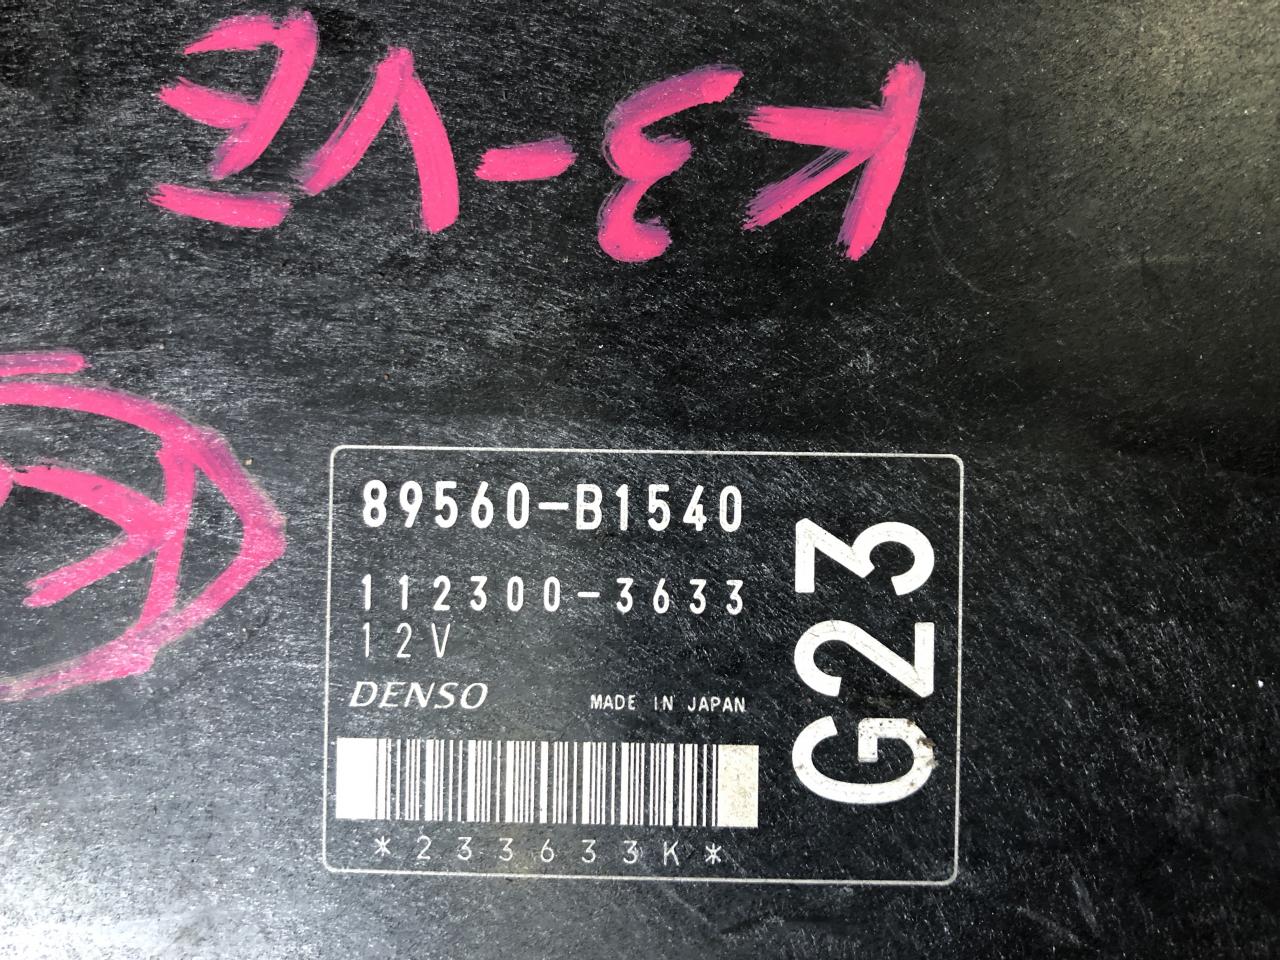 K3-VE
K
89560-B1540
112300-3633
12V
DENSO MADE IN JAPAN
*233633K*
G23